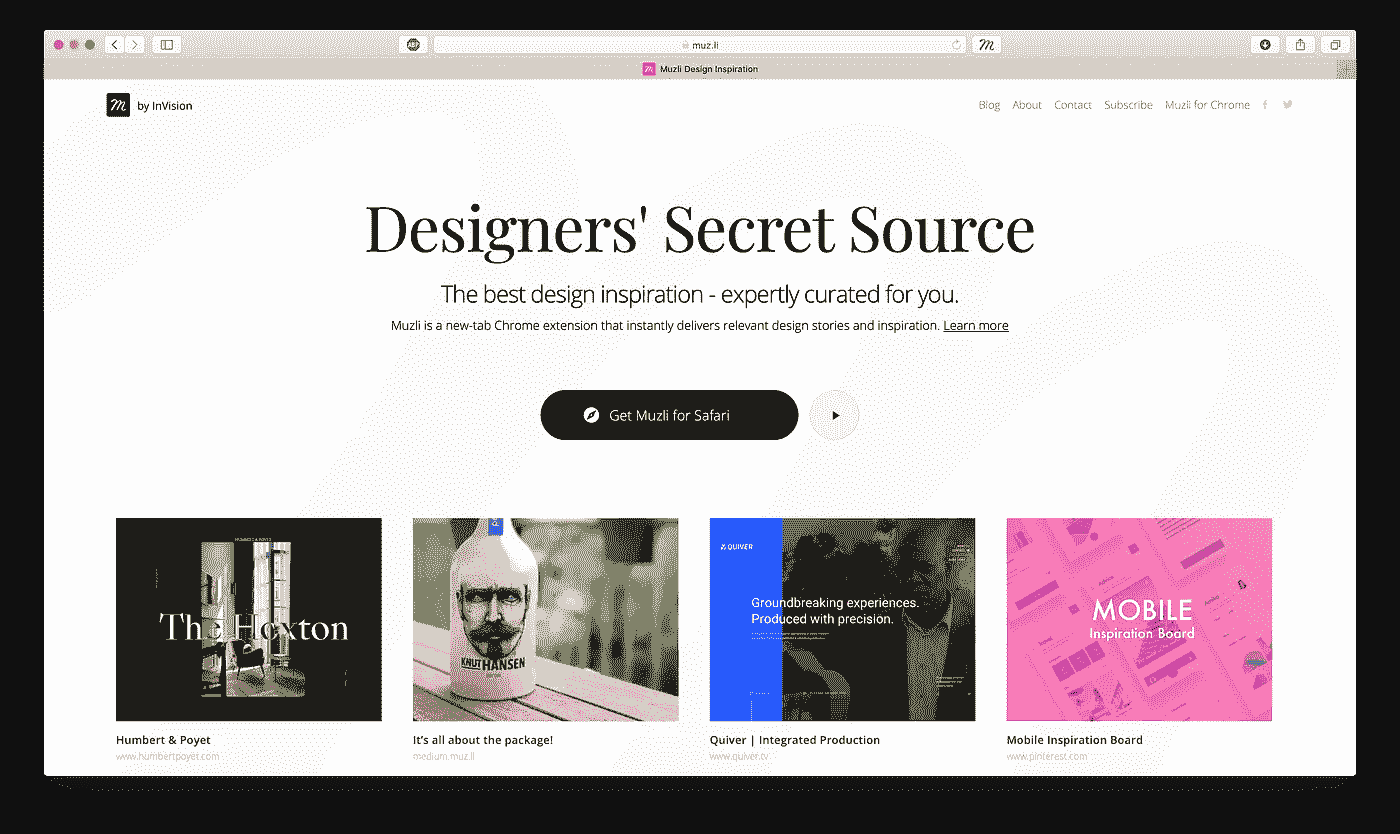 ABP
muz.li
Muzli Design Inspiration
by InVision
Blog About Contact Subscribe Muzli for Chrome
Designers' Secret Source
The best design inspiration - expertly curated for you.
Muzli is a new-tab Chrome extension that instantly delivers relevant design stories and inspiration. Learn more
Get Muzli for Safari
HUMBERT & POYET
The Hoxton
KNUT HANSEN
QUIVER
Groundbreaking experiences.
Produced with precision.
MOBILE
Inspiration Board
Humbert & Poyet
www.humbertpoyet.com
It's all about the package!
medium.muz.li
Quiver | Integrated Production
www.quiver.tv
Mobile Inspiration Board
www.pinterest.com